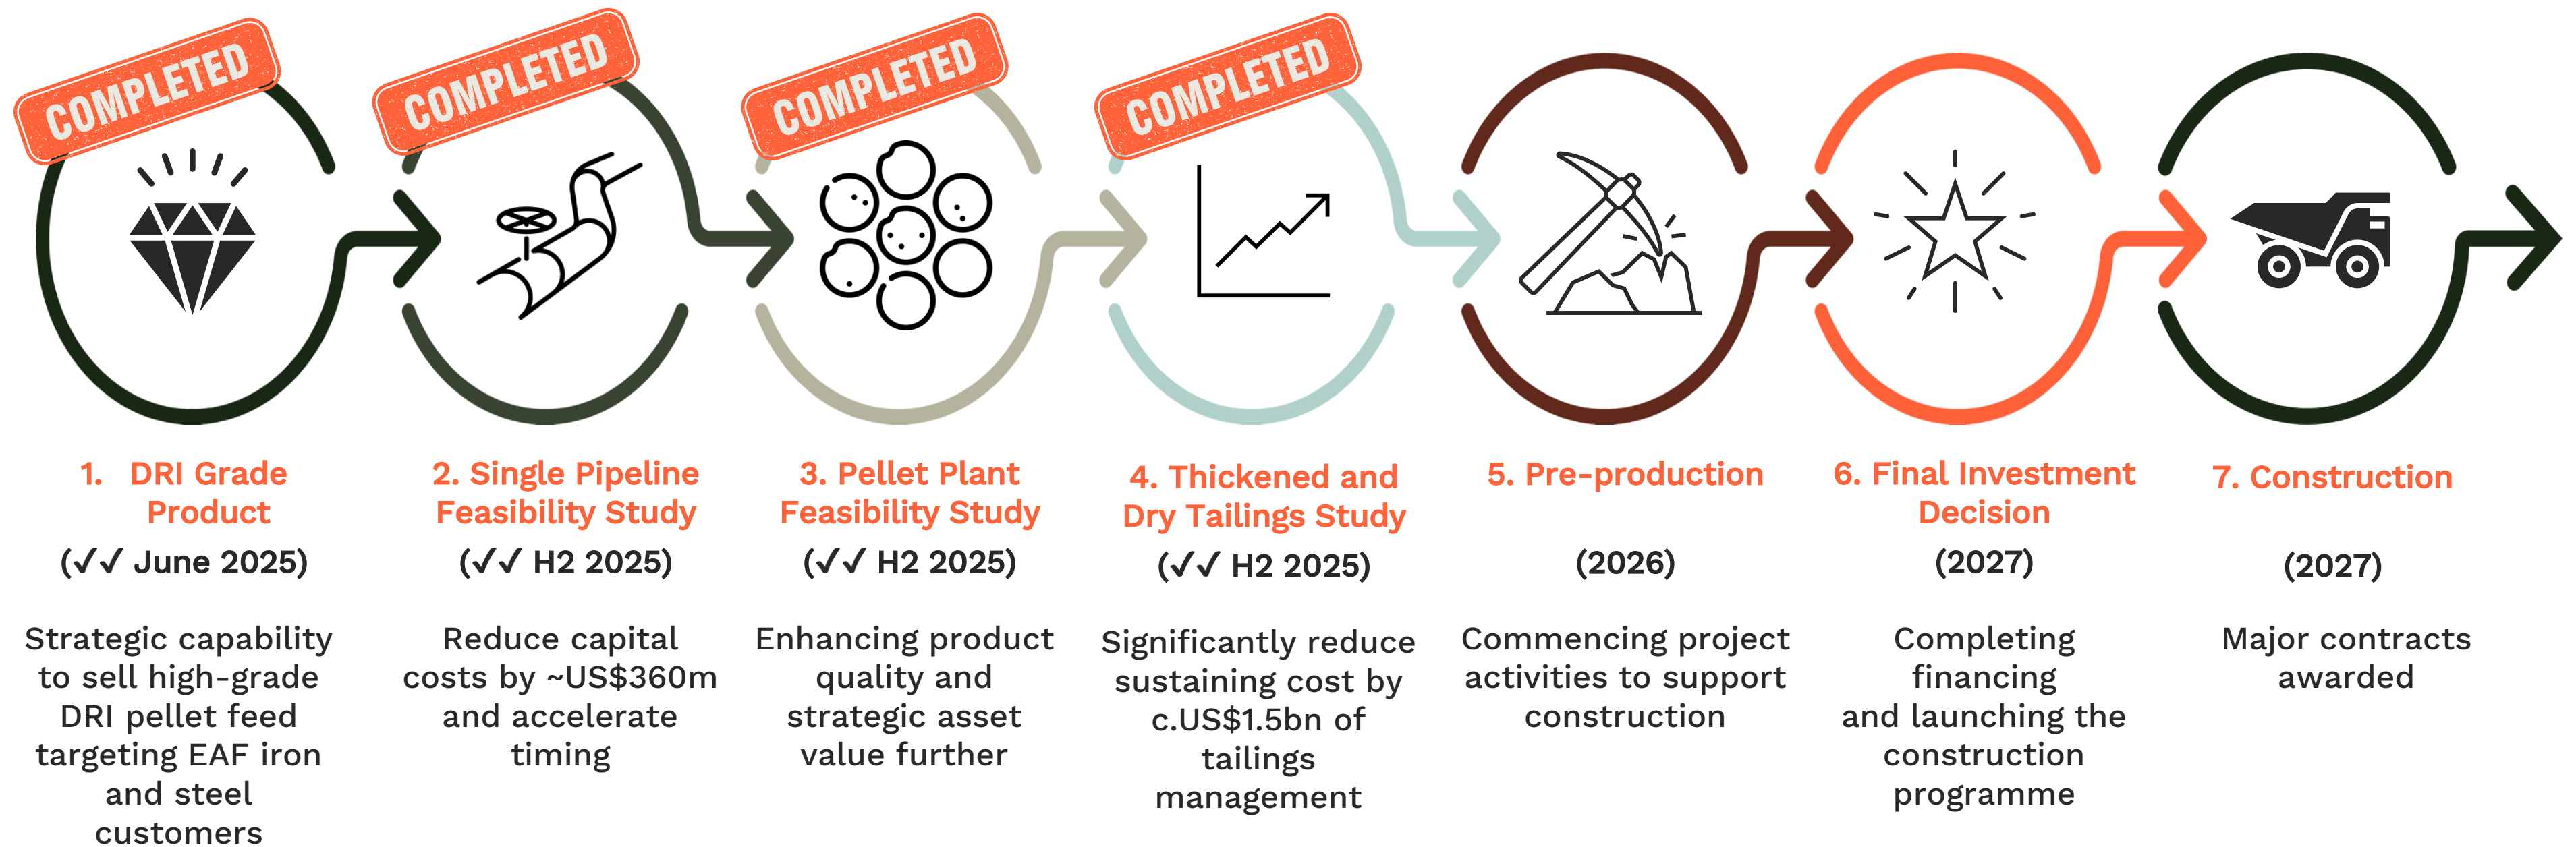 COMPLETED
COMPLETED
COMPLETED
COMPLETED
1. DRI Grade
Product
(✓✓ June 2025)
Strategic capability
to sell high-grade
DRI pellet feed
targeting EAF iron
and steel
customers
2. Single Pipeline
Feasibility Study
(✓✓ H2 2025)
Reduce capital
costs by ~US$360m
and accelerate
timing
3. Pellet Plant
Feasibility Study
(✓✓ H2 2025)
Enhancing product
quality and
strategic asset
value further
4. Thickened and
Dry Tailings Study
(✓✓ H2 2025)
Significantly reduce
sustaining cost by
c.US$1.5bn of
tailings
management
5. Pre-production
(2026)
Commencing project
activities to support
construction
6. Final Investment
Decision
(2027)
Completing
financing
and launching the
construction
programme
7. Construction
(2027)
Major contracts
awarded